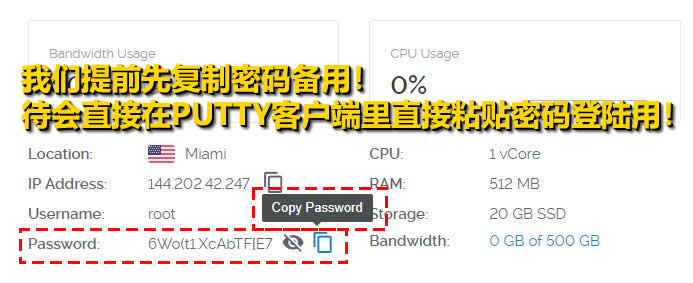 Bandwidth Usage
CPU Usage
0%
我们提前先复制密码备用！
待会直接在PUTTY客户端里直接粘贴密码登陆用！
Location: Miami
CPU: 1 vCore
IP Address: 144.202.42.247
RAM: 512 MB
Copy Password
Username: root
Storage: 20 GB SSD
Password: 6Wo(t1.XcAbTF[E7
Bandwidth: 0 GB of 500 GB